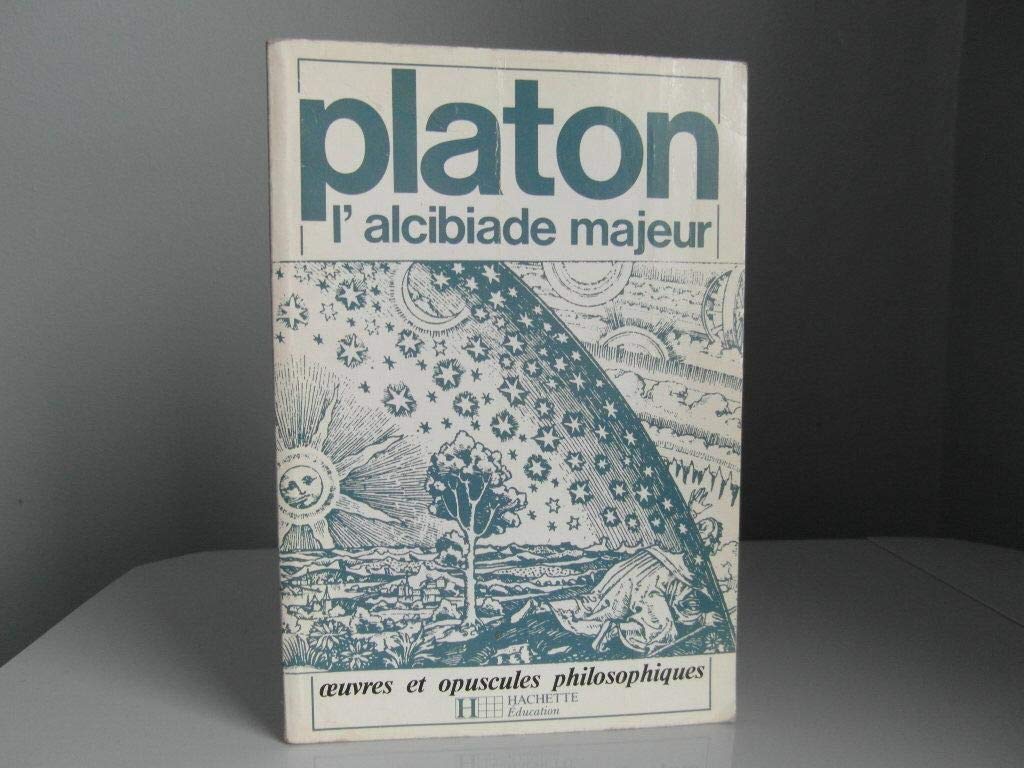 platon
l' alcibiade majeur
œuvres et opuscules philosophiques
H HACHETTE
Éducation